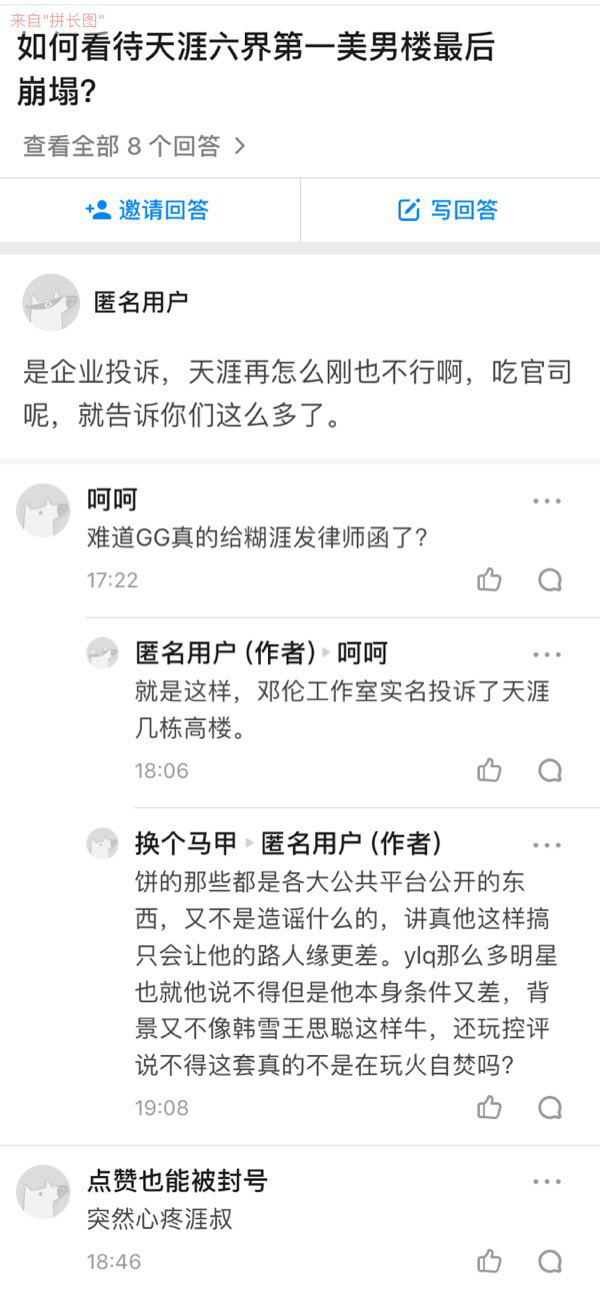 来自"拼长图"
如何看待天涯六界第一美男楼最后
崩塌?
查看全部 8 个回答 >
邀请回答
写回答
匿名用户
是企业投诉，天涯再怎么刚也不行啊，吃官司
呢，就告诉你们这么多了。
呵呵
难道GG真的给糊涯发律师函了?
17:22
匿名用户 (作者) ▸ 呵呵
就是这样，邓伦工作室实名投诉了天涯
几栋高楼。
18:06
换个马甲 ▸ 匿名用户 (作者)
饼的那些都是各大公共平台公开的东
西，又不是造谣什么的，讲真他这样搞
只会让他的路人缘更差。ylq那么多明星
也就他说不得但是他本身条件又差，背
景又不像韩雪王思聪这样牛，还玩控评
说不得这套真的不是在玩火自焚吗?
19:08
点赞也能被封号
突然心疼涯叔
18:46